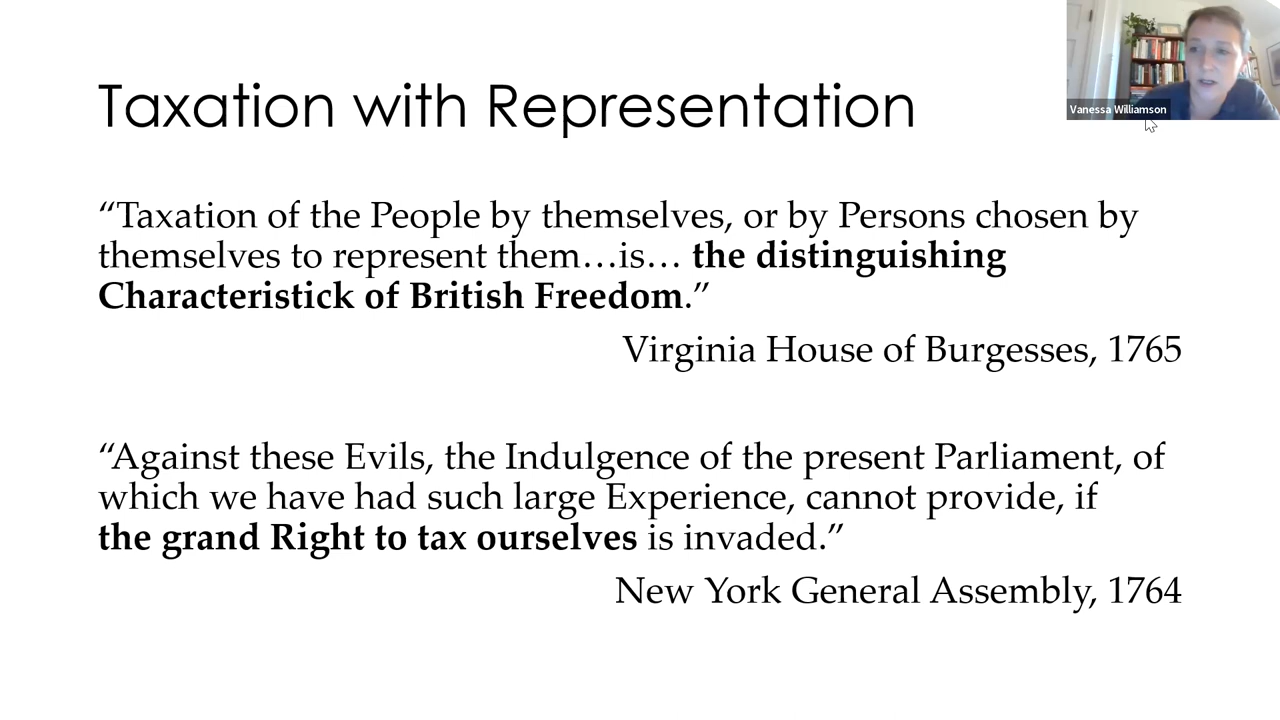 Taxation with Representation
Vanessa Williamson
“Taxation of the People by themselves, or by Persons chosen by
themselves to represent them…is… the distinguishing
Characteristick of British Freedom.”
Virginia House of Burgesses, 1765
“Against these Evils, the Indulgence of the present Parliament, of
which we have had such large Experience, cannot provide, if
the grand Right to tax ourselves is invaded.”
New York General Assembly, 1764